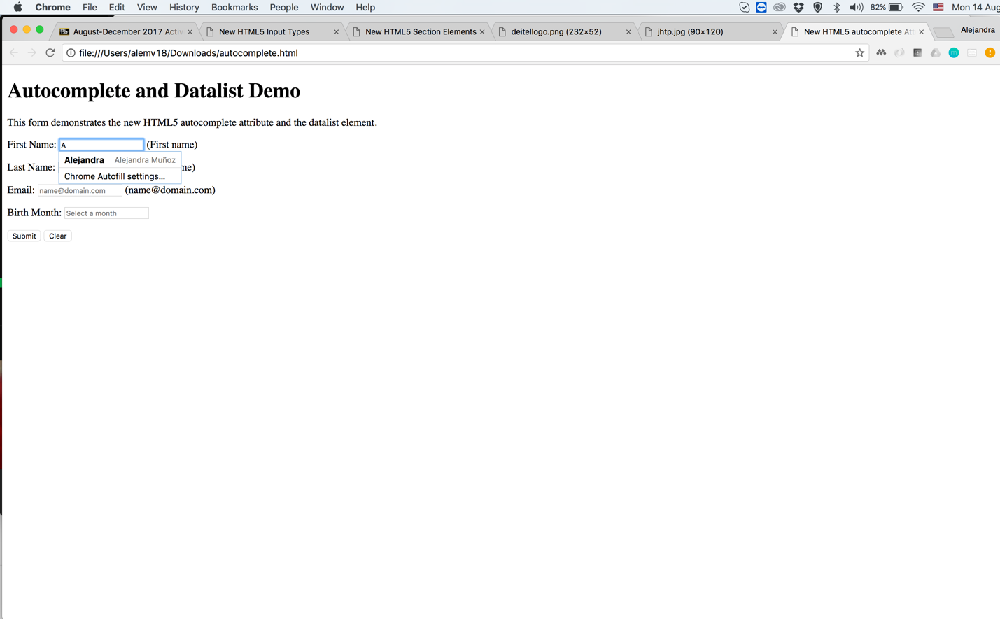 Chrome File Edit View History Bookmarks People Window Help 82% Mon 14 Aug
August-December 2017 Activ New HTML5 Input Types New HTML5 Section Elements deitellogo.png (232×52) jhtp.jpg (90×120) New HTML5 autocomplete Att Alejandra
file:///Users/alemv18/Downloads/autocomplete.html
Autocomplete and Datalist Demo
This form demonstrates the new HTML5 autocomplete attribute and the datalist element.
First Name: A (First name)
Alejandra Alejandra Muñoz
Last Name: me)
Chrome Autofill settings...
Email: name@domain.com (name@domain.com)
Birth Month: Select a month
Submit Clear